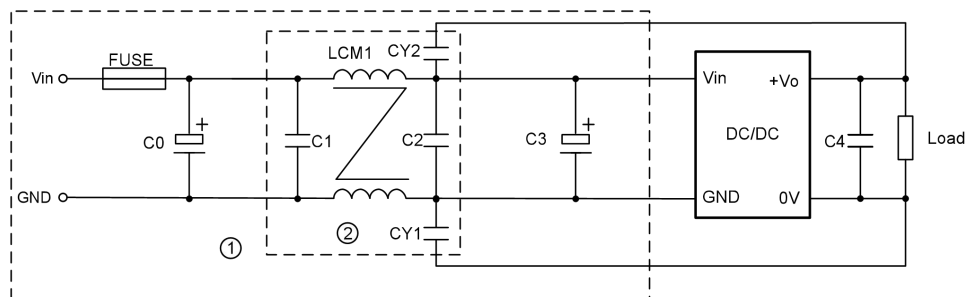 FUSE
LCM1
CY2
Vin
Vin
+Vo
C0
+
C1
C2
C3
+
DC/DC
C4
Load
GND
GND
0V
①
②
CY1